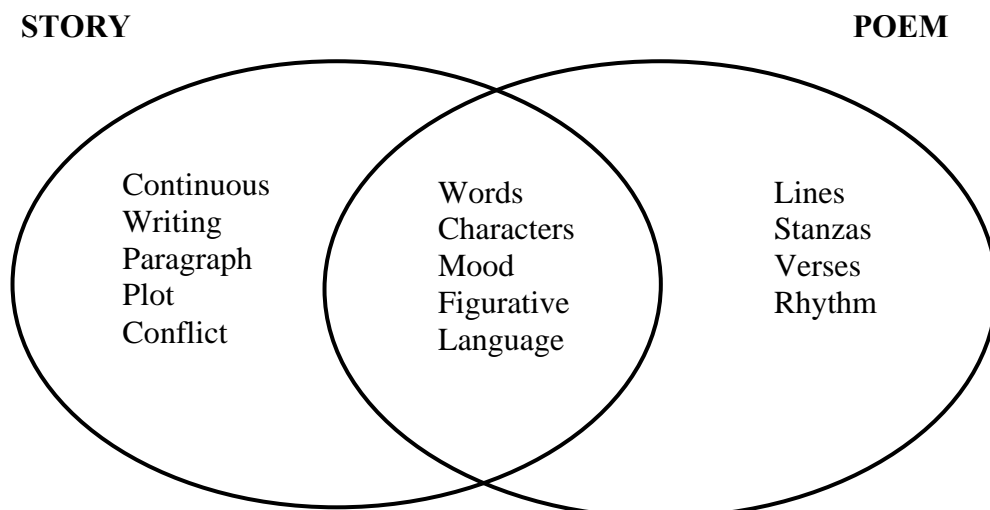 STORY
POEM
Continuous
Writing
Paragraph
Plot
Conflict
Words
Characters
Mood
Figurative
Language
Lines
Stanzas
Verses
Rhythm